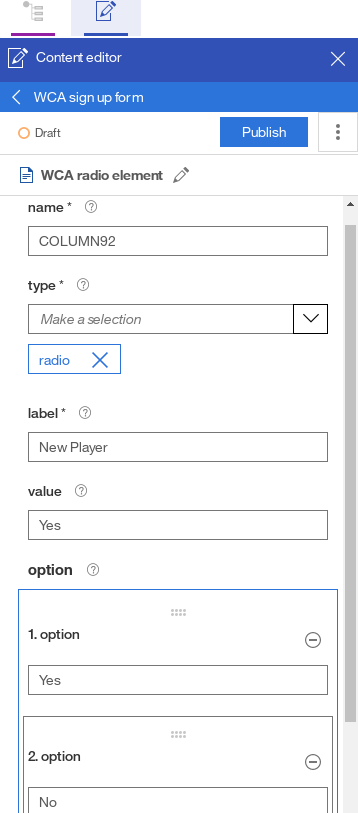 Content editor
WCA sign up form
Draft
Publish
WCA radio element
name *
COLUMN92
type *
Make a selection
radio
label *
New Player
value
Yes
option
1. option
Yes
2. option
No